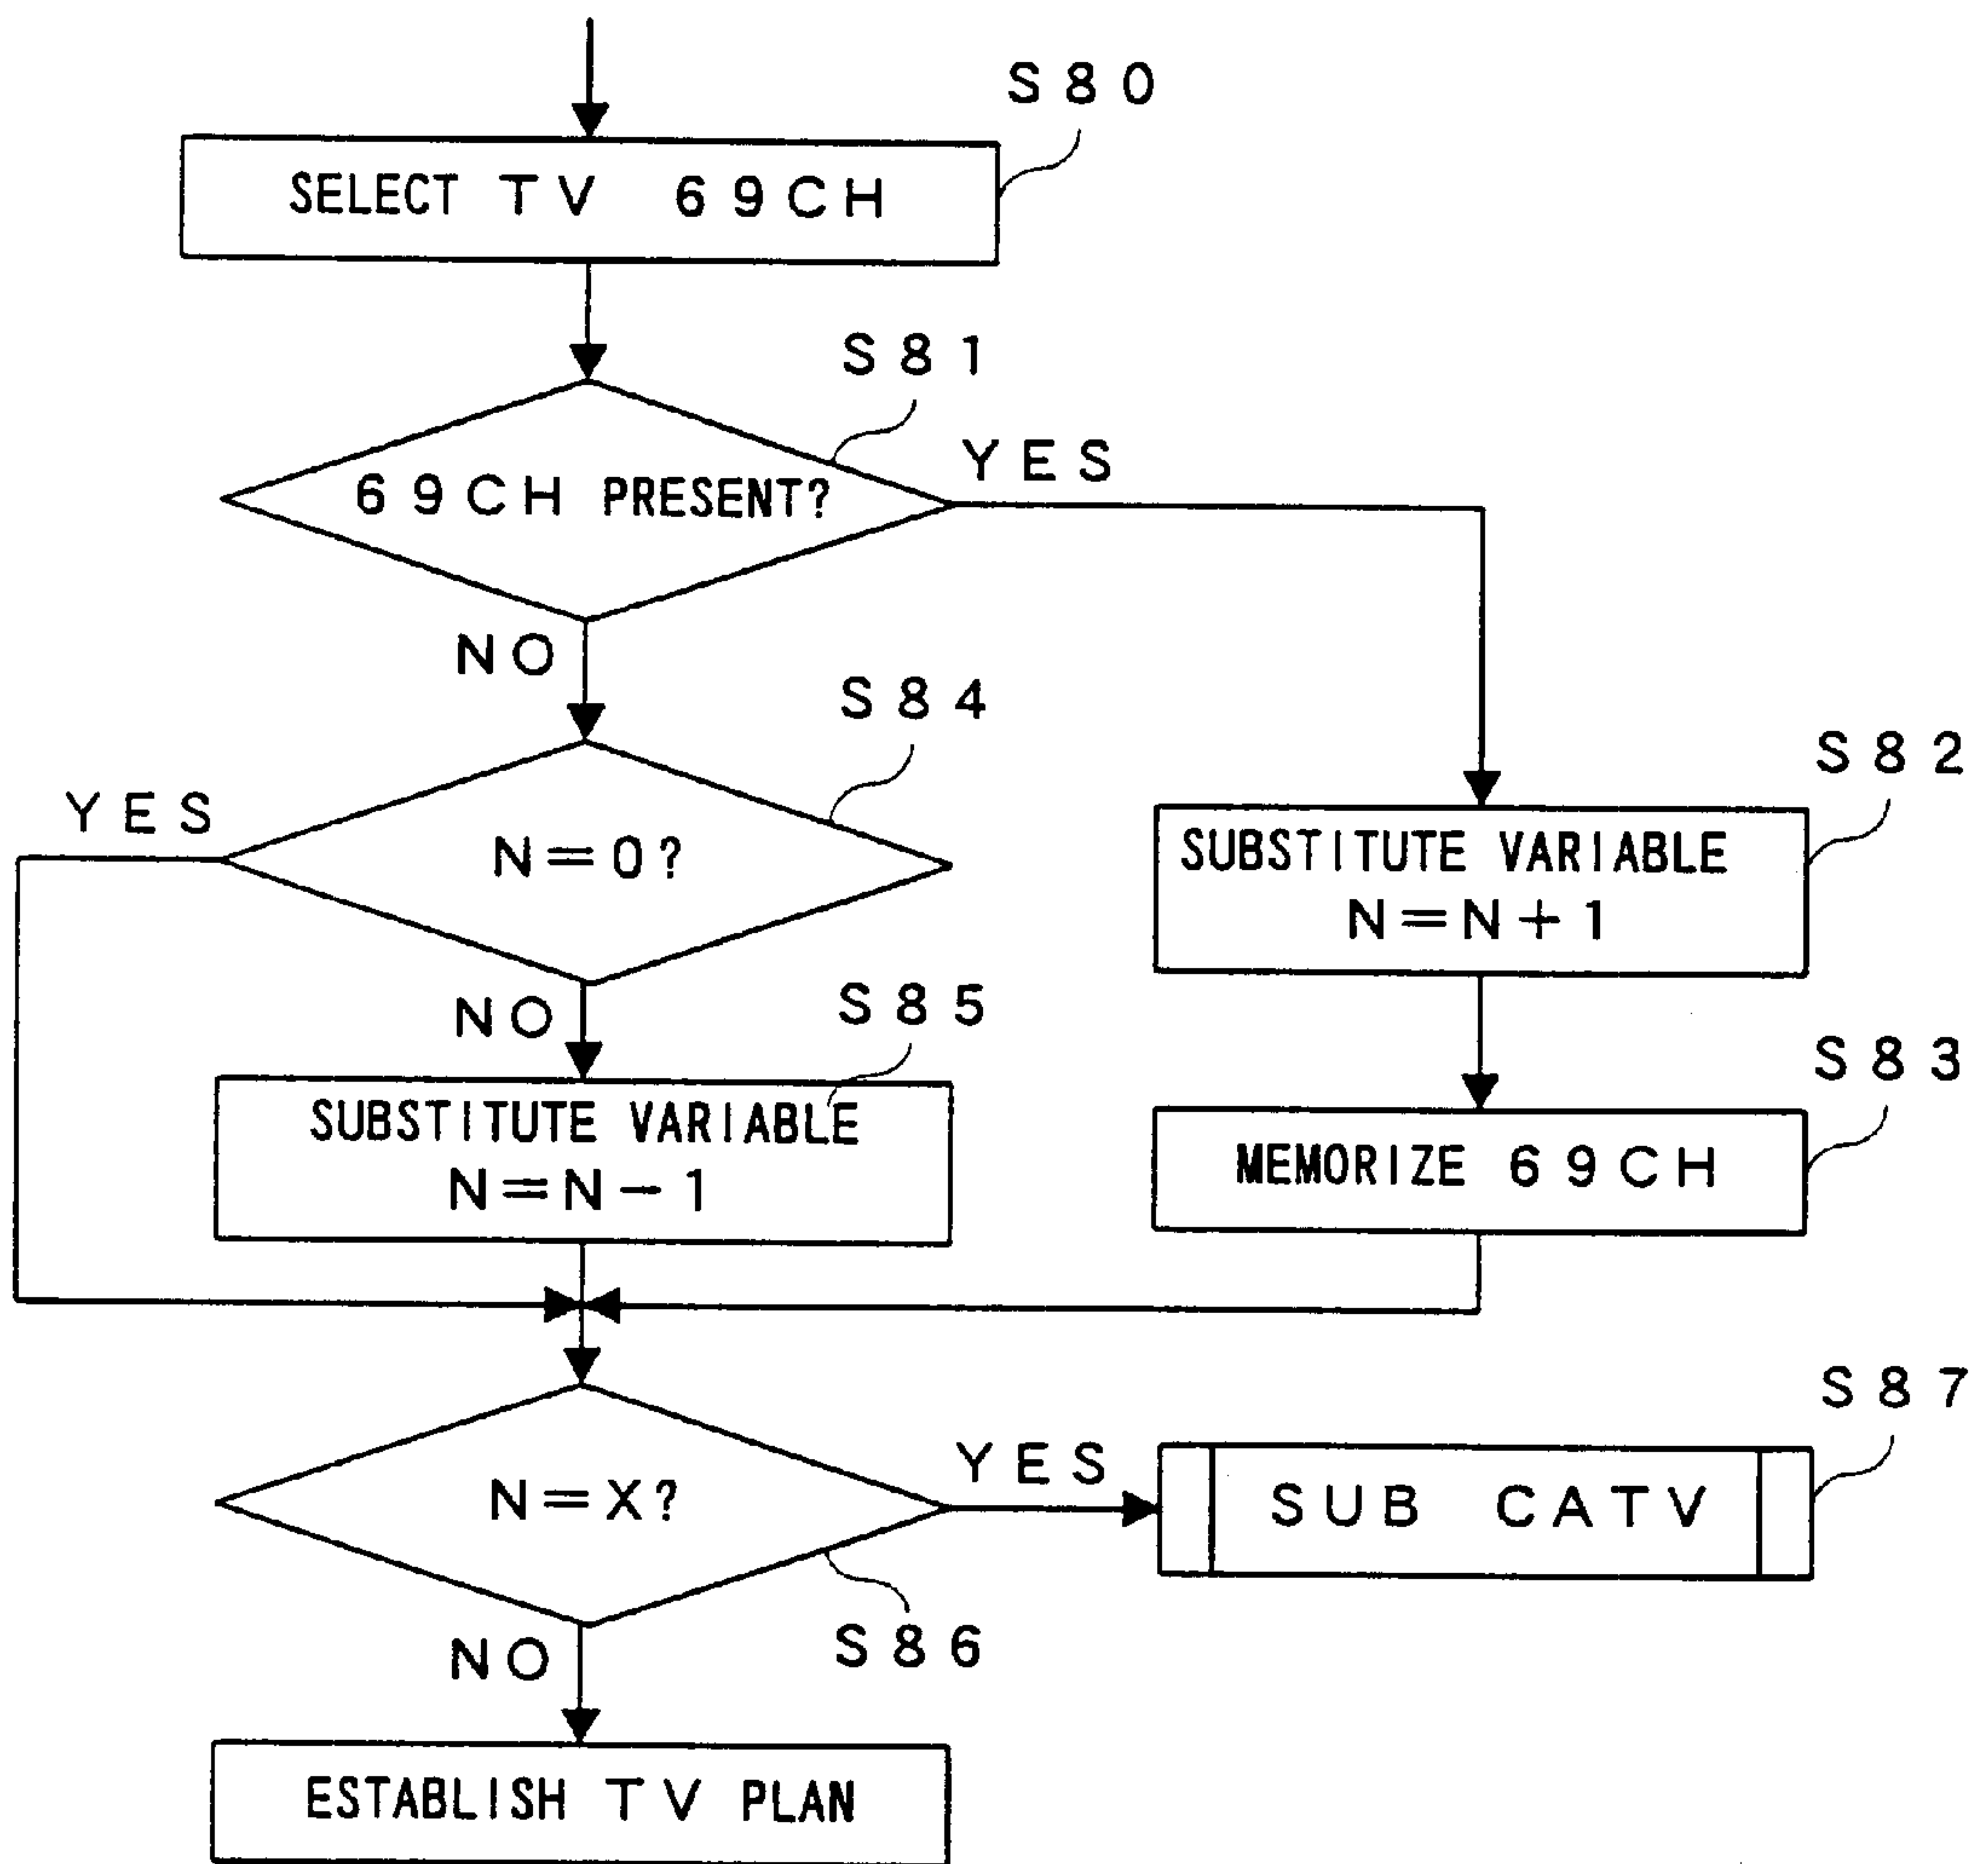 S80
SELECT TV 69CH
S81
69CH PRESENT?
YES
NO
S84
N=0?
YES
S82
SUBSTITUTE VARIABLE
N=N+1
NO
S85
SUBSTITUTE VARIABLE
N=N-1
S83
MEMORIZE 69CH
N=X?
YES
S87
SUB CATV
S86
NO
ESTABLISH TV PLAN